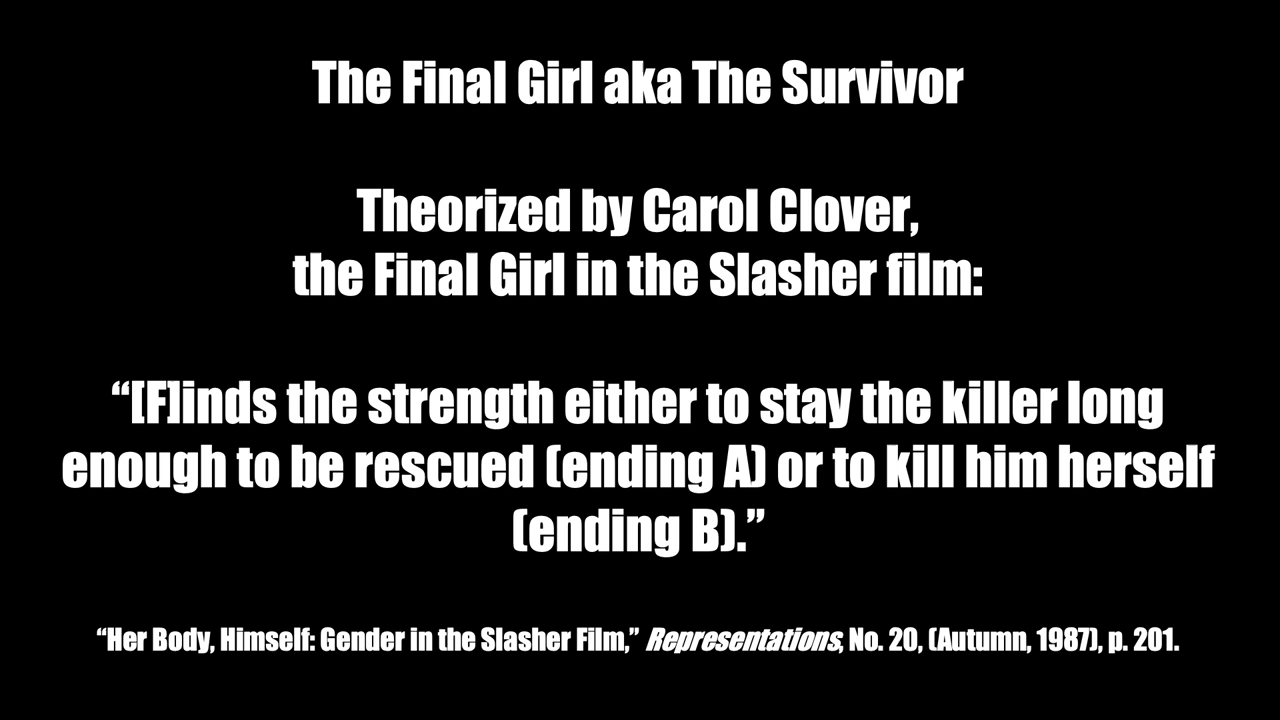 The Final Girl aka The Survivor
Theorized by Carol Clover,
the Final Girl in the Slasher film:
“[F]inds the strength either to stay the killer long
enough to be rescued (ending A) or to kill him herself
(ending B).”
“Her Body, Himself: Gender in the Slasher Film,” Representations, No. 20, (Autumn, 1987), p. 201.